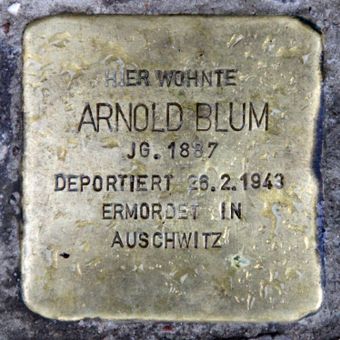 HIER WOHNTE
ARNOLD BLUM
JG. 1887
DEPORTIERT 26.2.1943
ERMORDET IN
AUSCHWITZ